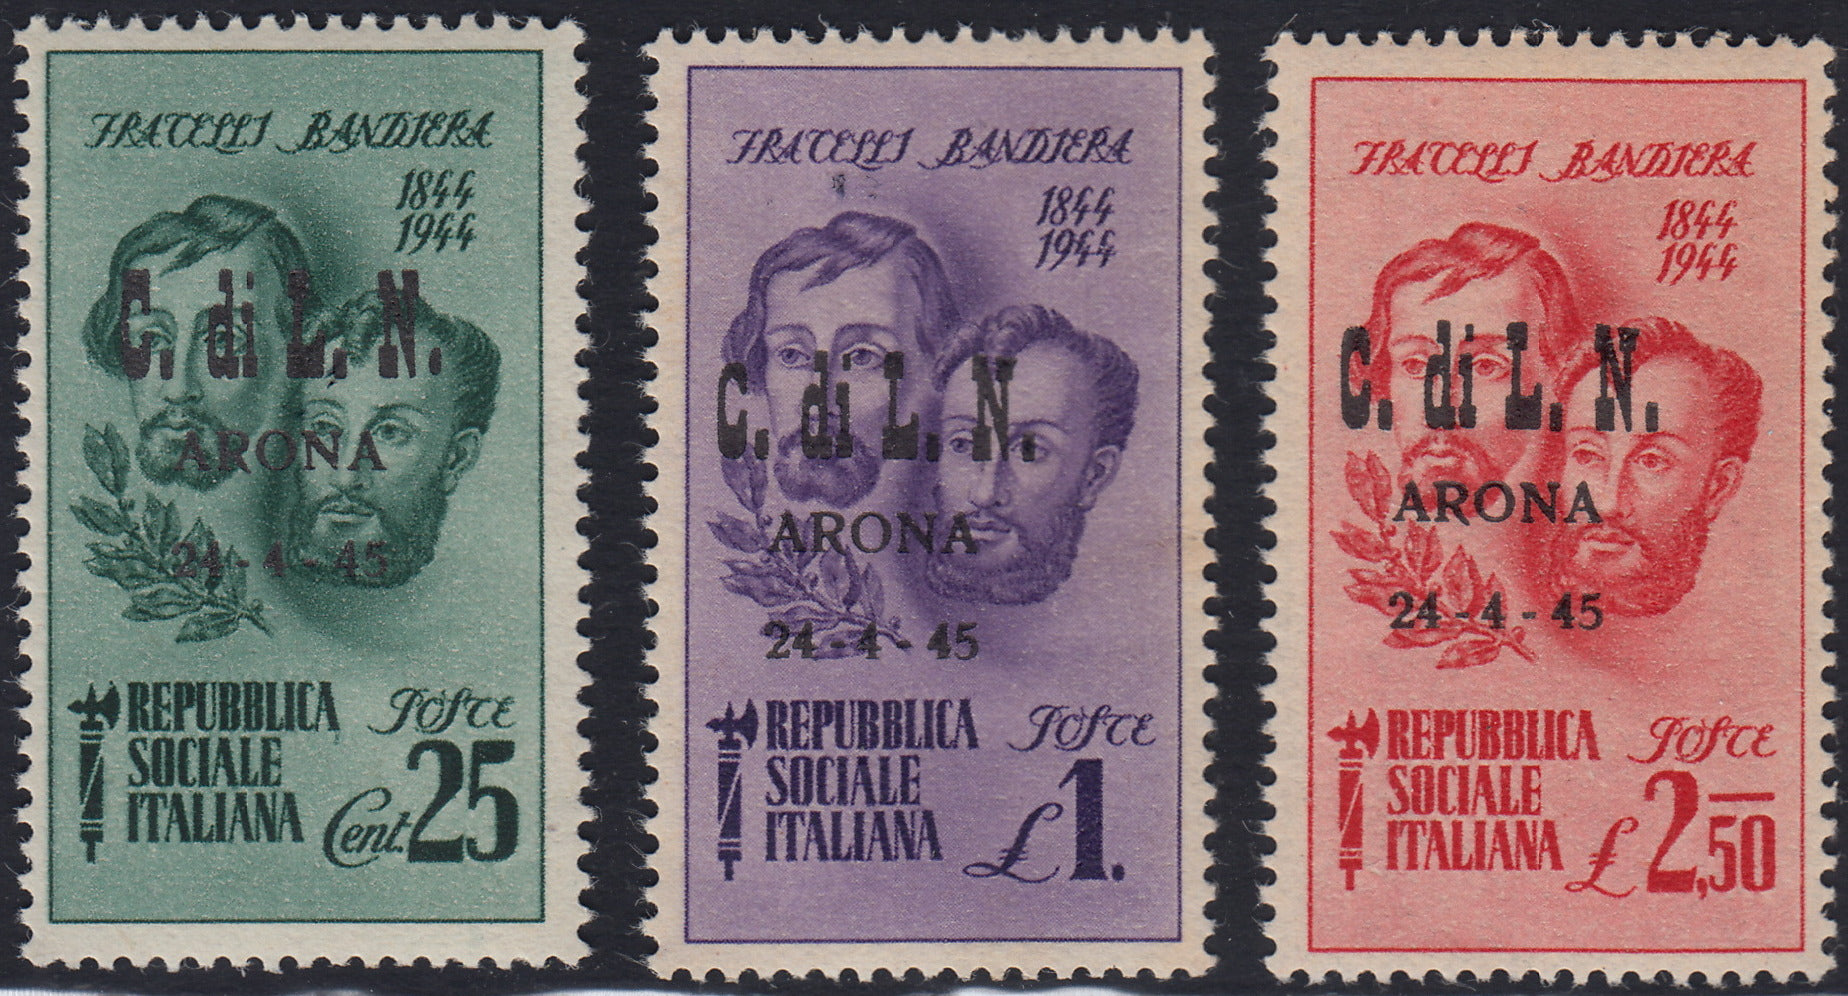 FRATELLI BANDIERA
1844
1944
C. di L. N.
ARONA
24-4-45
REPUBBLICA
SOCIALE
ITALIANA
Poste
Cent. 25
FRATELLI BANDIERA
1844
1944
C. di L. N.
ARONA
24-4-45
REPUBBLICA
SOCIALE
ITALIANA
Poste
£ 1.
FRATELLI BANDIERA
1844
1944
C. di L. N.
ARONA
24-4-45
REPUBBLICA
SOCIALE
ITALIANA
Poste
£ 2,50